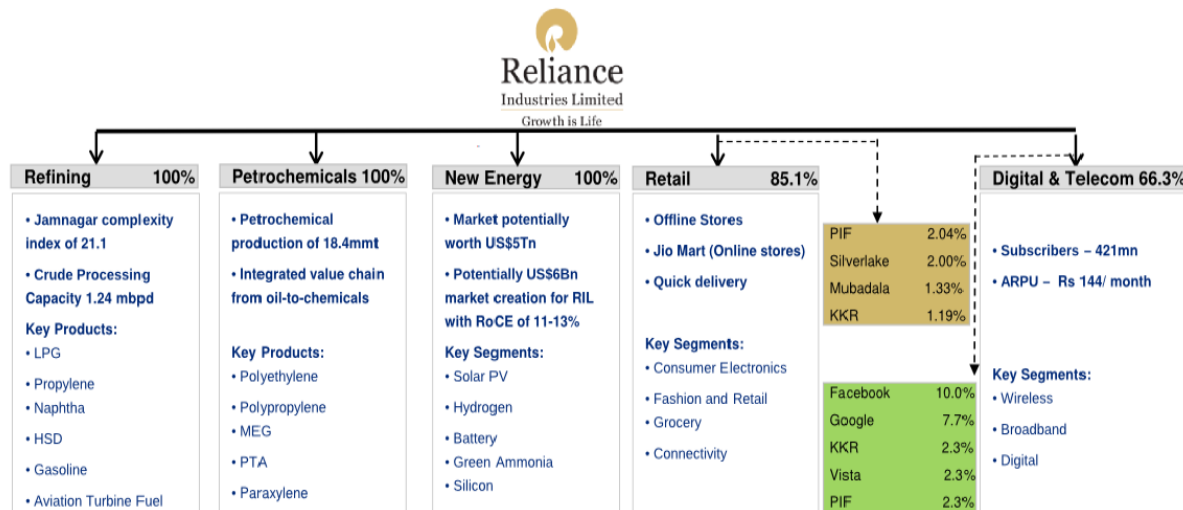 Reliance
Industries Limited
Growth is Life
Refining 100%
• Jamnagar complexity
index of 21.1
• Crude Processing
Capacity 1.24 mbpd
Key Products:
• LPG
• Propylene
• Naphtha
• HSD
• Gasoline
• Aviation Turbine Fuel
Petrochemicals 100%
• Petrochemical
production of 18.4mmt
• Integrated value chain
from oil-to-chemicals
Key Products:
• Polyethylene
• Polypropylene
• MEG
• PTA
• Paraxylene
New Energy 100%
• Market potentially
worth US$5Tn
• Potentially US$6Bn
market creation for RIL
with RoCE of 11-13%
Key Segments:
• Solar PV
• Hydrogen
• Battery
• Green Ammonia
• Silicon
Retail 85.1%
• Offline Stores
• Jio Mart (Online stores)
• Quick delivery
Key Segments:
• Consumer Electronics
• Fashion and Retail
• Grocery
• Connectivity
PIF 2.04%
Silverlake 2.00%
Mubadala 1.33%
KKR 1.19%
Facebook 10.0%
Google 7.7%
KKR 2.3%
Vista 2.3%
PIF 2.3%
Digital & Telecom 66.3%
• Subscribers – 421mn
• ARPU – Rs 144/ month
Key Segments:
• Wireless
• Broadband
• Digital